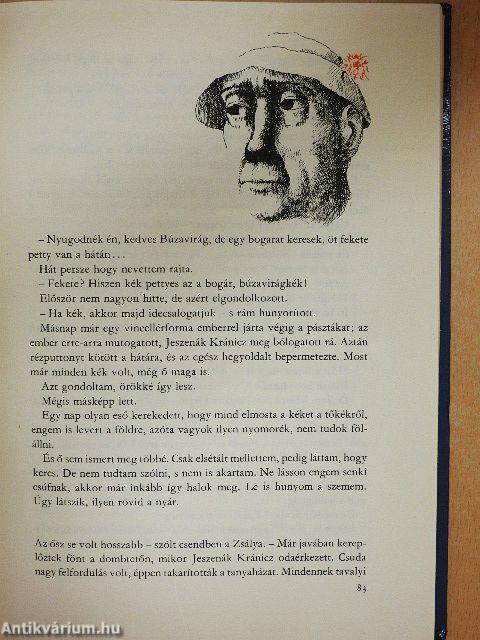 – Nyugodnék én, kedves Búzavirág, de egy bogarat keresek, öt fekete
petty van a hátán...
Hát persze hogy nevettem rajta.
– Fekete? Hiszen kék pettyes az a bogár, búzavirágkék!
Először nem nagyon hitte, de azért elgondolkozott.
– Ha kék, akkor majd idecsalogatjuk – s rám hunyorított.
Másnap már egy vincellérforma emberrel járta végig a pásztákat; az
ember erre-arra mutogatott, Jeszenák Kránicz meg bólogatott rá. Aztán
rézputtonyt kötött a hátára, és az egész hegyoldalt bepermetezte. Most
már minden kék volt, még ő maga is.
Azt gondoltam, örökké így lesz.
Mégis másképp lett.
Egy nap olyan eső kerekedett, hogy mind elmosta a kéket a tőkékről,
engem is levert a földre, azóta vagyok ilyen nyomorék, nem tudok föl-
állni.
És ő sem ismert meg többé. Csak elsétált mellettem, pedig láttam, hogy
keres. De nem tudtam szólni, s nem is akartam. Ne lásson engem senki
csúfnak, akkor már inkább így halok meg. Le is hunyom a szemem.
Úgy látszik, ilyen rövid a nyár.
Az ősz se volt hosszabb – szólt csendben a Zsálya. – Már javában kerep-
lőztek fönt a dombtetőn, mikor Jeszenák Kránicz odaérkezett. Csuda
nagy felfordulás volt, éppen takarították a tanyaházat. Mindennek tavalyi
83
Antikvárium.hu